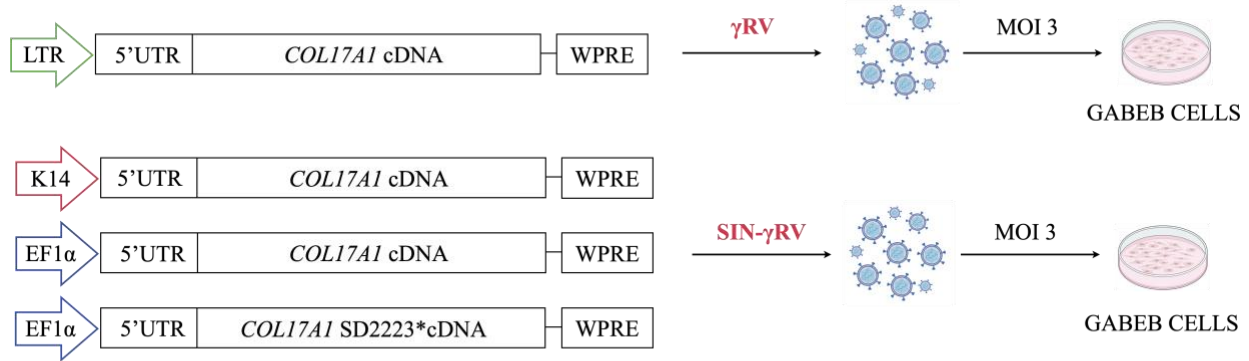 LTR 5'UTR COL17A1 cDNA WPRE γRV MOI 3
GABEB CELLS
K14 5'UTR COL17A1 cDNA WPRE
EF1α 5'UTR COL17A1 cDNA WPRE SIN-γRV MOI 3
EF1α 5'UTR COL17A1 SD2223*cDNA WPRE GABEB CELLS